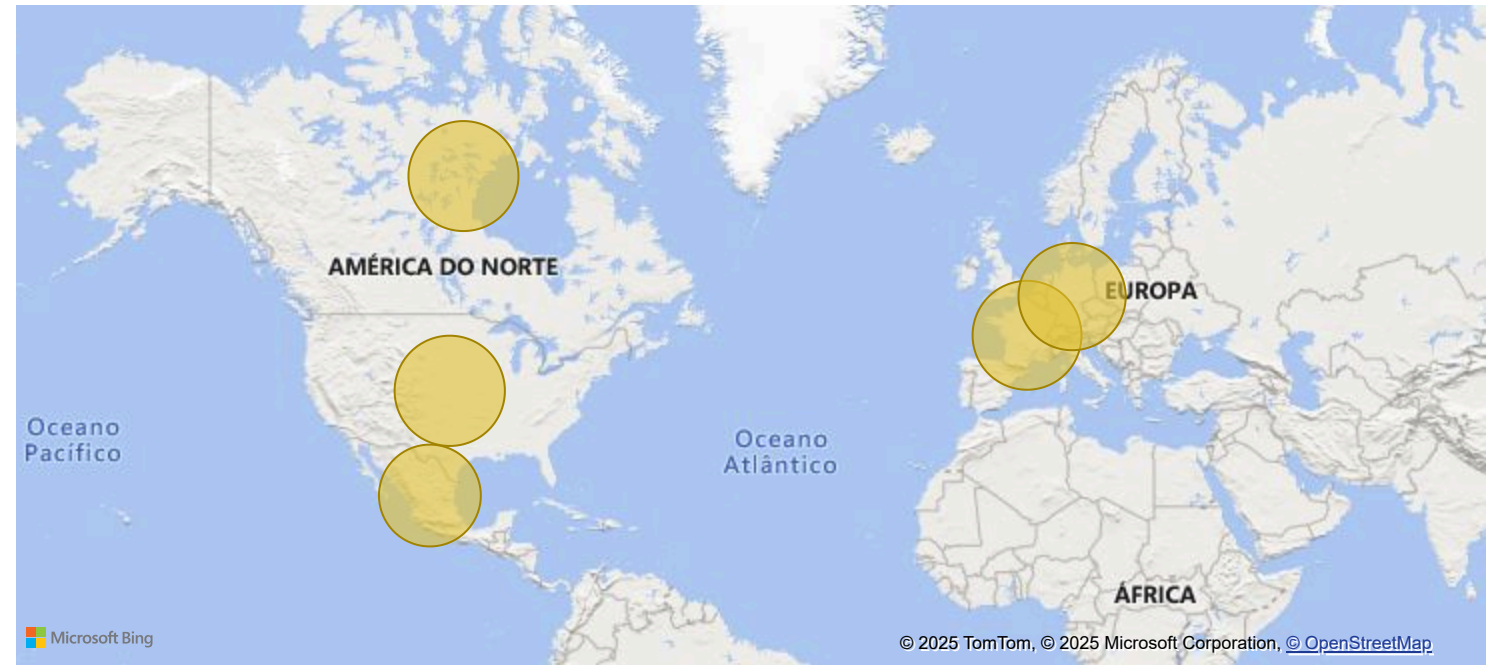 AMÉRICA DO NORTE
EUROPA
Oceano
Pacífico
Oceano
Atlântico
ÁFRICA
Microsoft Bing
© 2025 TomTom, © 2025 Microsoft Corporation, © OpenStreetMap